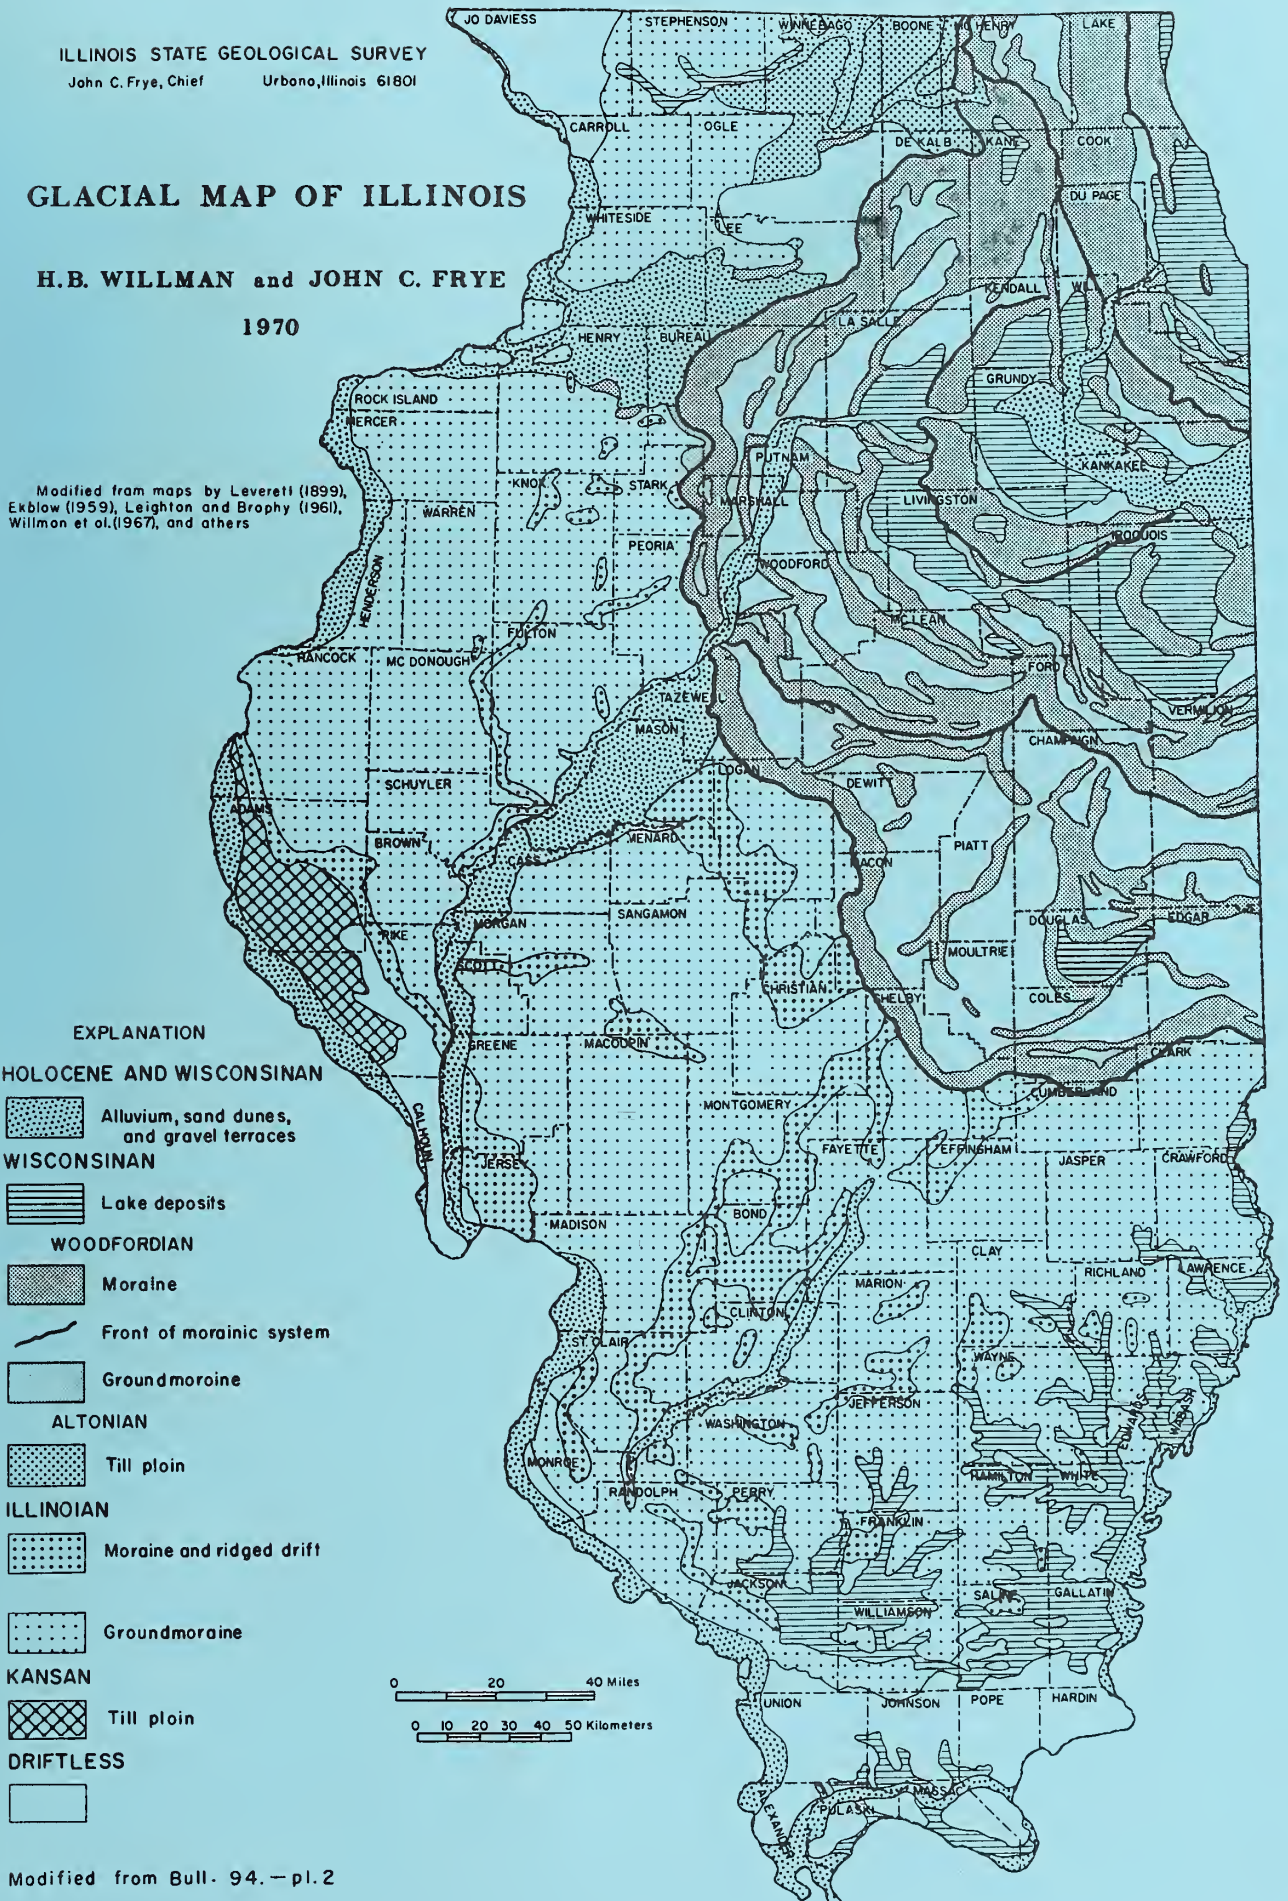 ILLINOIS STATE GEOLOGICAL SURVEY
John C. Frye, Chief Urbana, Illinois 61801
GLACIAL MAP OF ILLINOIS
H.B. WILLMAN and JOHN C. FRYE
1970
Modified from maps by Leverett (1899),
Ekblow (1959), Leighton and Brophy (1961),
Willmon et al. (1967), and others
JO DAVIESS
STEPHENSON
WINNEBAGO
BOONE
MC HENRY
LAKE
CARROLL
OGLE
DE KALB
KANE
COOK
DU PAGE
WHITESIDE
LEE
KENDALL
WILL
LA SALLE
HENRY
BUREAU
GRUNDY
ROCK ISLAND
MERCER
PUTNAM
KANKAKEE
KNOX
STARK
MARSHALL
LIVINGSTON
WARREN
IROQUOIS
PEORIA
WOODFORD
HENDERSON
MC LEAN
FULTON
HANCOCK
MC DONOUGH
FORD
TAZEWELL
VERMILION
MASON
CHAMPAIGN
LOGAN
DEWITT
SCHUYLER
ADAMS
MENARD
BROWN
PIATT
CASS
MACON
SANGAMON
MORGAN
DOUGLAS
EDGAR
PIKE
MOULTRIE
SCOTT
CHRISTIAN
SHELBY
COLES
GREENE
MACOUPIN
CLARK
CUMBERLAND
MONTGOMERY
CALHOUN
FAYETTE
EFFINGHAM
JASPER
CRAWFORD
JERSEY
BOND
MADISON
CLAY
RICHLAND
LAWRENCE
MARION
CLINTON
ST CLAIR
WAYNE
JEFFERSON
EDWARDS
WABASH
WASHINGTON
MONROE
HAMILTON
WHITE
RANDOLPH
PERRY
FRANKLIN
JACKSON
SALINE
GALLATIN
WILLIAMSON
UNION
JOHNSON
POPE
HARDIN
MASSAC
PULASKI
ALEXANDER
EXPLANATION
HOLOCENE AND WISCONSINAN
Alluvium, sand dunes,
and gravel terraces
WISCONSINAN
Lake deposits
WOODFORDIAN
Moraine
Front of morainic system
Groundmoraine
ALTONIAN
Till plain
ILLINOIAN
Moraine and ridged drift
Groundmoraine
KANSAN
Till plain
DRIFTLESS
0 20 40 Miles
0 10 20 30 40 50 Kilometers
Modified from Bull. 94.—pl.2